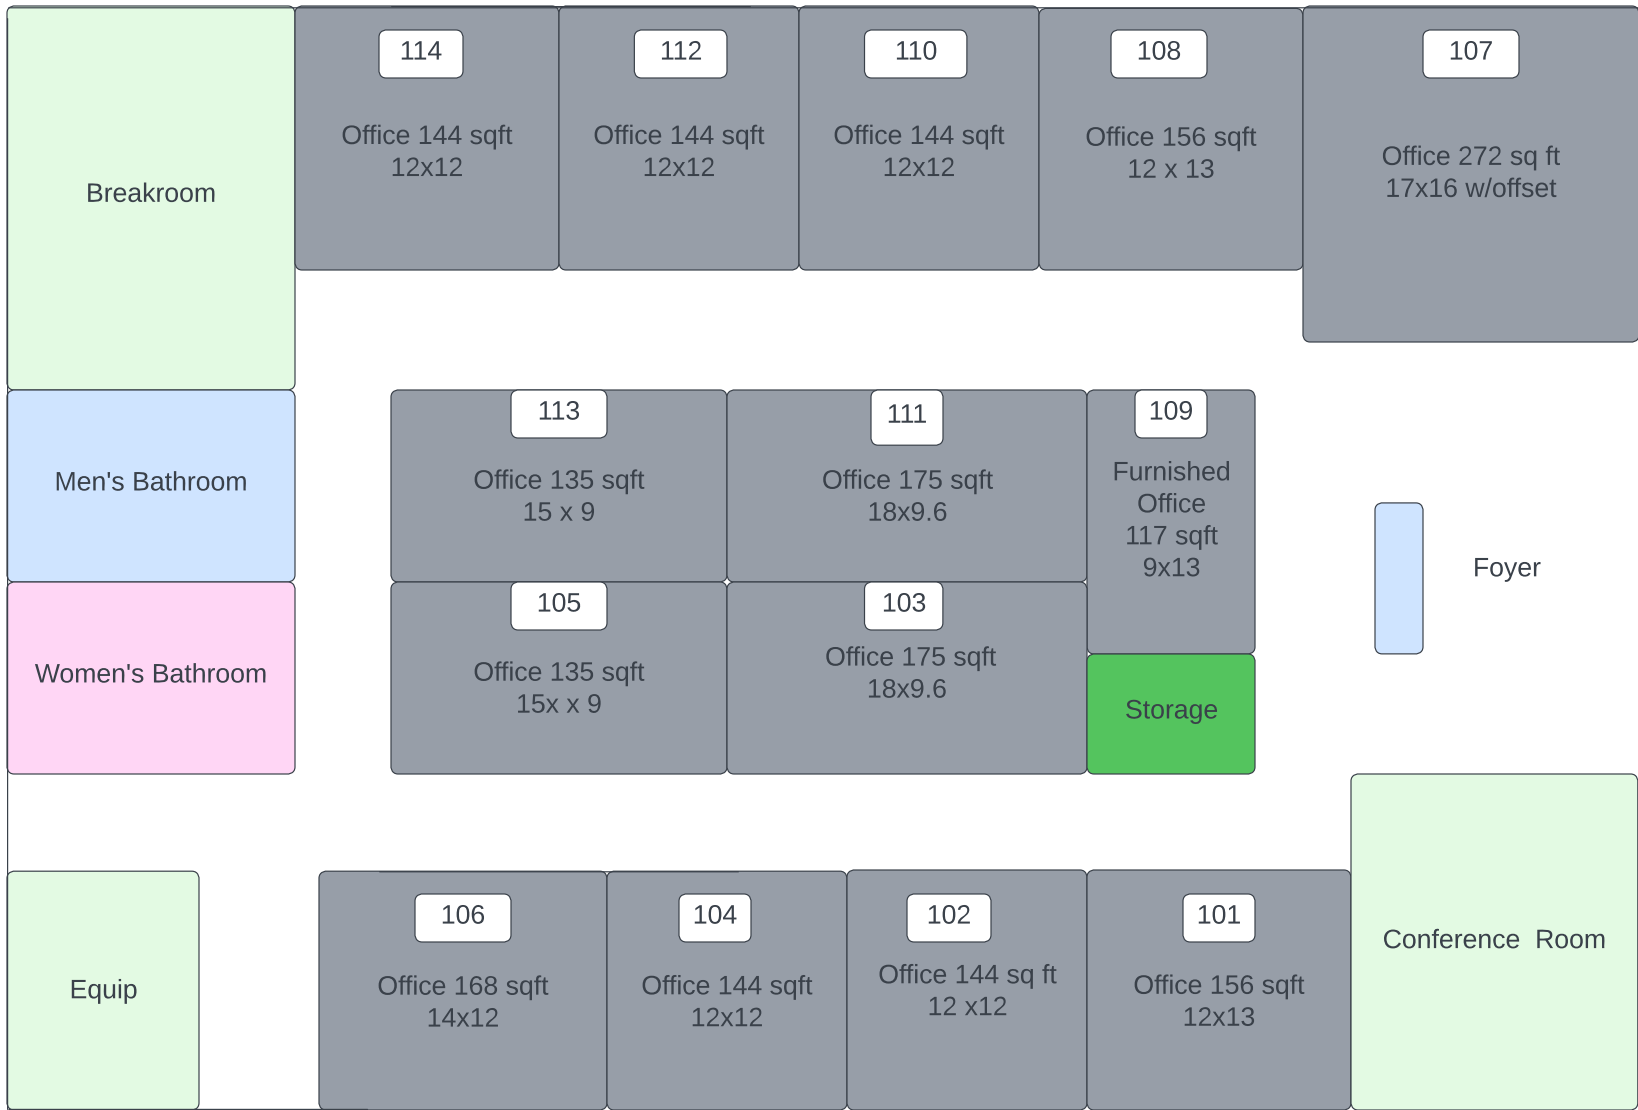 114
112
110
108
107
Office 144 sqft
12x12
Office 144 sqft
12x12
Office 144 sqft
12x12
Office 156 sqft
12 x 13
Office 272 sq ft
17x16 w/offset
Breakroom
113
111
109
Men's Bathroom
Office 135 sqft
15 x 9
Office 175 sqft
18x9.6
Furnished
Office
117 sqft
9x13
Foyer
105
103
Women's Bathroom
Office 135 sqft
15x x 9
Office 175 sqft
18x9.6
Storage
106
104
102
101
Conference  Room
Equip
Office 168 sqft
14x12
Office 144 sqft
12x12
Office 144 sq ft
12 x12
Office 156 sqft
12x13